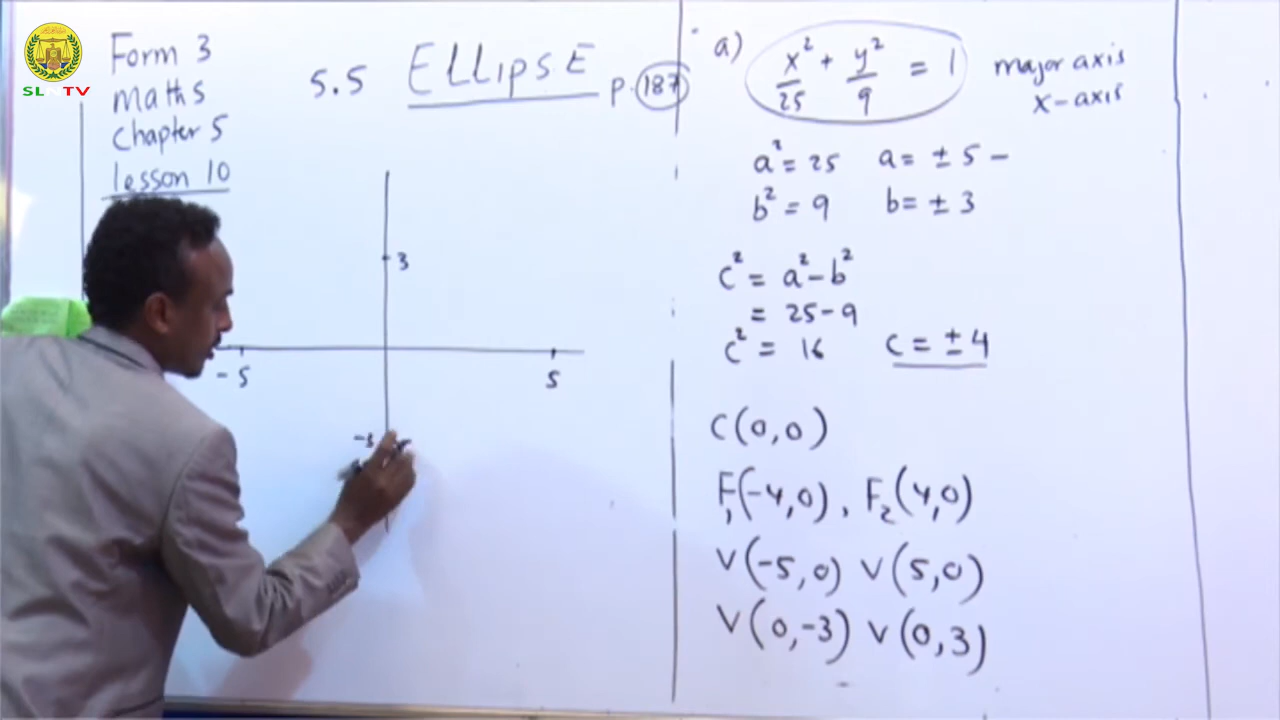 SLNTV
Form 3
maths
Chapter 5
lesson 10
5.5 EllipsE p. 187
3
-5
5
-3
a) x²/25 + y²/9 = 1 major axis
x-axis
a² = 25 a = ± 5 –
b² = 9 b = ± 3
c² = a² – b²
= 25 – 9
c² = 16 c = ± 4
C(0,0)
F₁(-4,0), F₂(4,0)
V(-5,0) V(5,0)
V(0,-3) V(0,3)